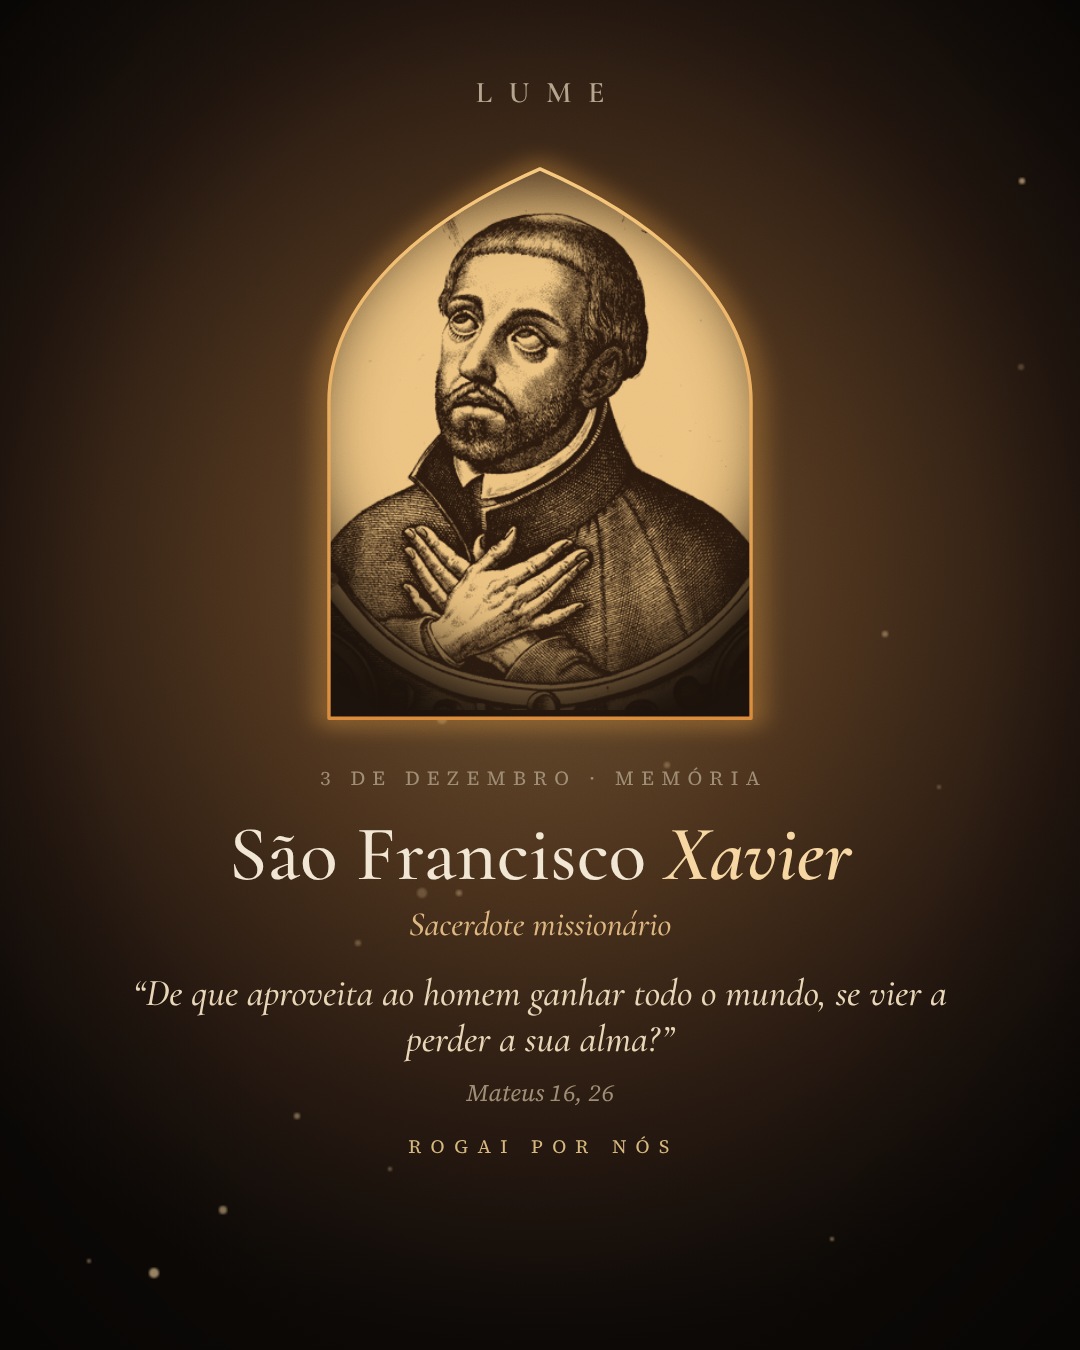 LUME
3 DE DEZEMBRO · MEMÓRIA
São Francisco Xavier
Sacerdote missionário
“De que aproveita ao homem ganhar todo o mundo, se vier a
perder a sua alma?”
Mateus 16, 26
ROGAI POR NÓS